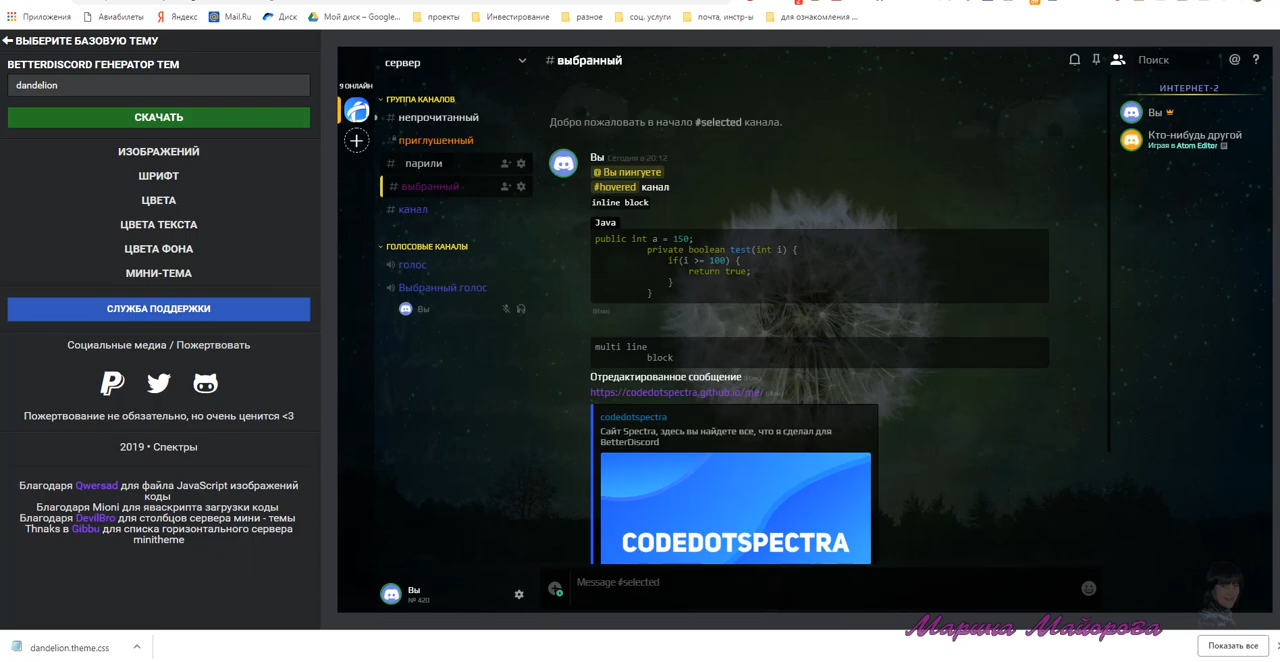 Приложения
Авиабилеты
Яндекс
Mail.Ru
Диск
Мой диск – Google...
проекты
Инвестирование
разное
соц. услуги
почта, инстр-ы
для ознакомления ...
ВЫБЕРИТЕ БАЗОВУЮ ТЕМУ
BETTERDISCORD ГЕНЕРАТОР ТЕМ
dandelion
СКАЧАТЬ
ИЗОБРАЖЕНИЙ
ШРИФТ
ЦВЕТА
ЦВЕТА ТЕКСТА
ЦВЕТА ФОНА
МИНИ-ТЕМА
СЛУЖБА ПОДДЕРЖКИ
Социальные медиа / Пожертвовать
Пожертвование не обязательно, но очень ценится <3
2019 • Спектры
Благодаря Qwersad для файла JavaScript изображений
коды
Благодаря Mioni для яваскрипта загрузки коды
Благодаря DevilBro для столбцов сервера мини - темы
Thnaks в Gibbu для списка горизонтального сервера
minitheme
сервер
9 ОНЛАЙН
ГРУППА КАНАЛОВ
# непрочитанный
приглушенный
# парили
# выбранный
# канал
ГОЛОСОВЫЕ КАНАЛЫ
голос
Выбранный голос
Вы
Вы
№ 420
# выбранный
Поиск
@ ?
Добро пожаловать в начало #selected канала.
Вы Сегодня в 20:12
@ Вы пингуете
#hovered канал
inline block
Java
public int a = 150;
private boolean test(int i) {
if(i >= 100) {
return true;
}
}
multi line
block
Отредактированное сообщение
https://codedotspectra.github.io/me/
codedotspectra
Сайт Spectra, здесь вы найдете все, что я сделал для
BetterDiscord
CODEDOTSPECTRA
Message #selected
ИНТЕРНЕТ-2
Вы
Кто-нибудь другой
Играя в Atom Editor
Марина Майорова
dandelion.theme.css
Показать все